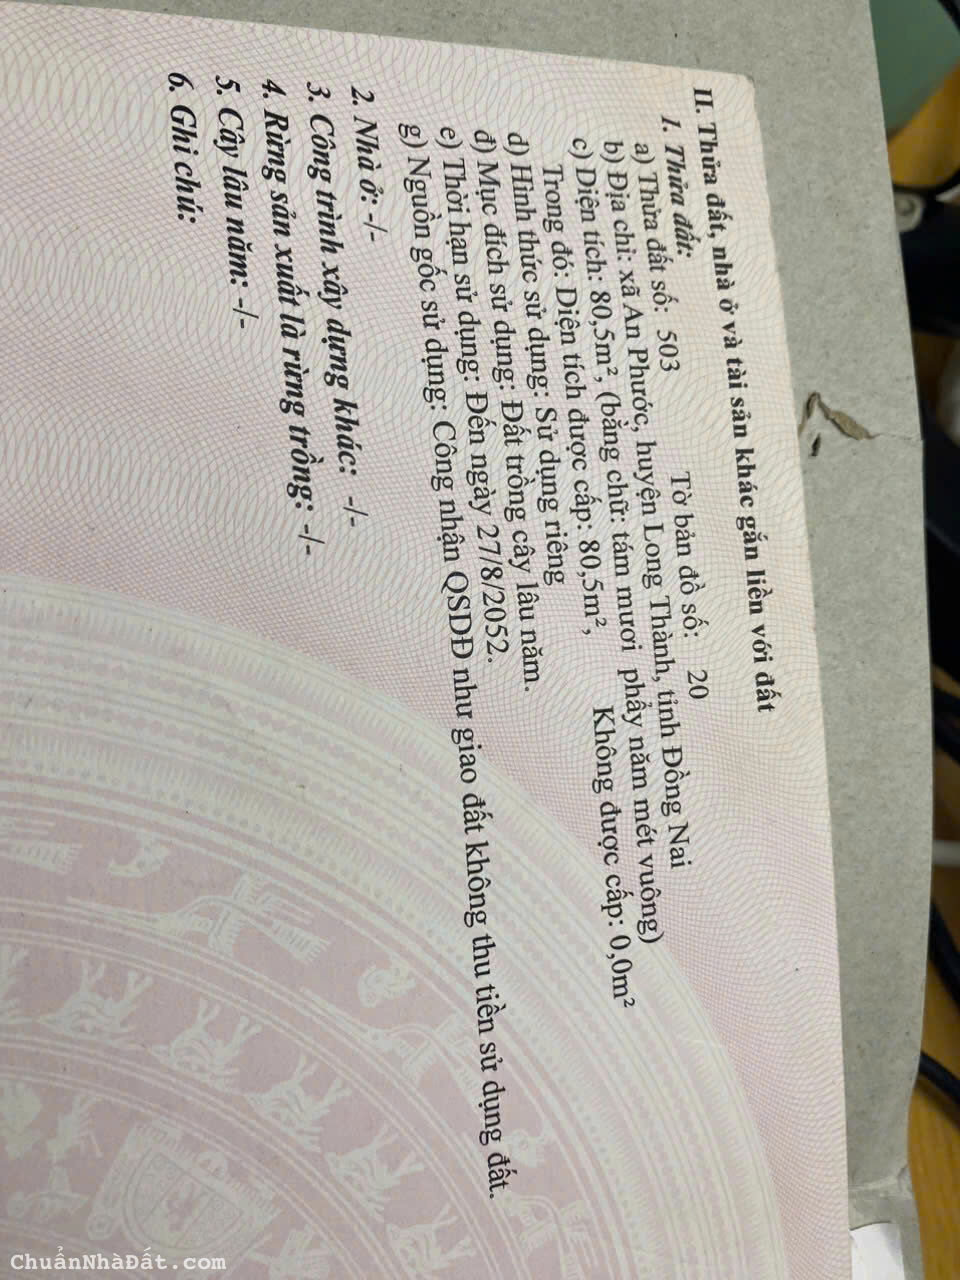 II. Thửa đất, nhà ở và tài sản khác gắn liền với đất
1. Thửa đất:
a) Thửa đất số: 503 Tờ bản đồ số: 20
b) Địa chỉ: xã An Phước, huyện Long Thành, tỉnh Đồng Nai
c) Diện tích: 80,5m², (bằng chữ: tám mươi phẩy năm mét vuông)
Trong đó: Diện tích được cấp: 80,5m², Không được cấp: 0,0m²
d) Hình thức sử dụng: Sử dụng riêng
đ) Mục đích sử dụng: Đất trồng cây lâu năm.
e) Thời hạn sử dụng: Đến ngày 27/8/2052.
g) Nguồn gốc sử dụng: Công nhận QSDĐ như giao đất không thu tiền sử dụng đất.
2. Nhà ở: -/-
3. Công trình xây dựng khác: -/-
4. Rừng sản xuất là rừng trồng: -/-
5. Cây lâu năm: -/-
6. Ghi chú:
ChuẩnNhàĐất.com